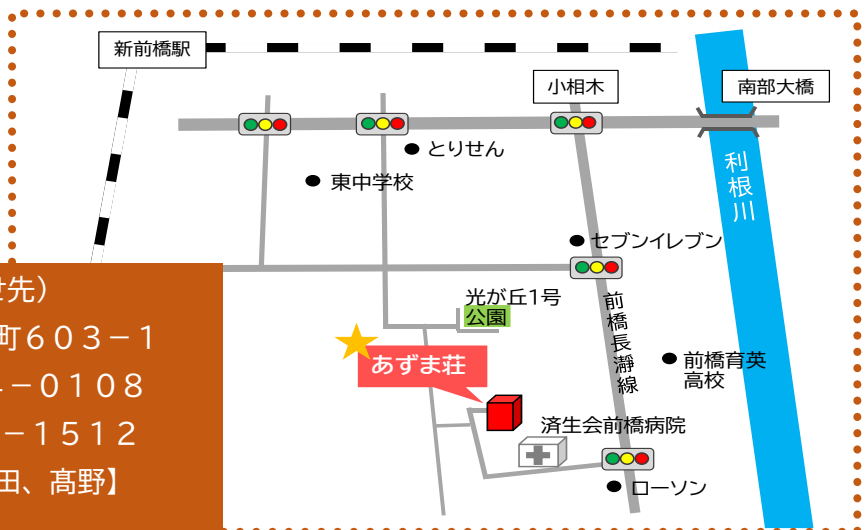 新前橋駅
小相木
南部大橋
とりせん
東中学校
利根川
セブンイレブン
光が丘1号
公園
前橋長瀞線
あずま荘
前橋育英
高校
済生会前橋病院
ローソン
せ先）
町６０３－１
－０１０８
－１５１２
田、髙野】